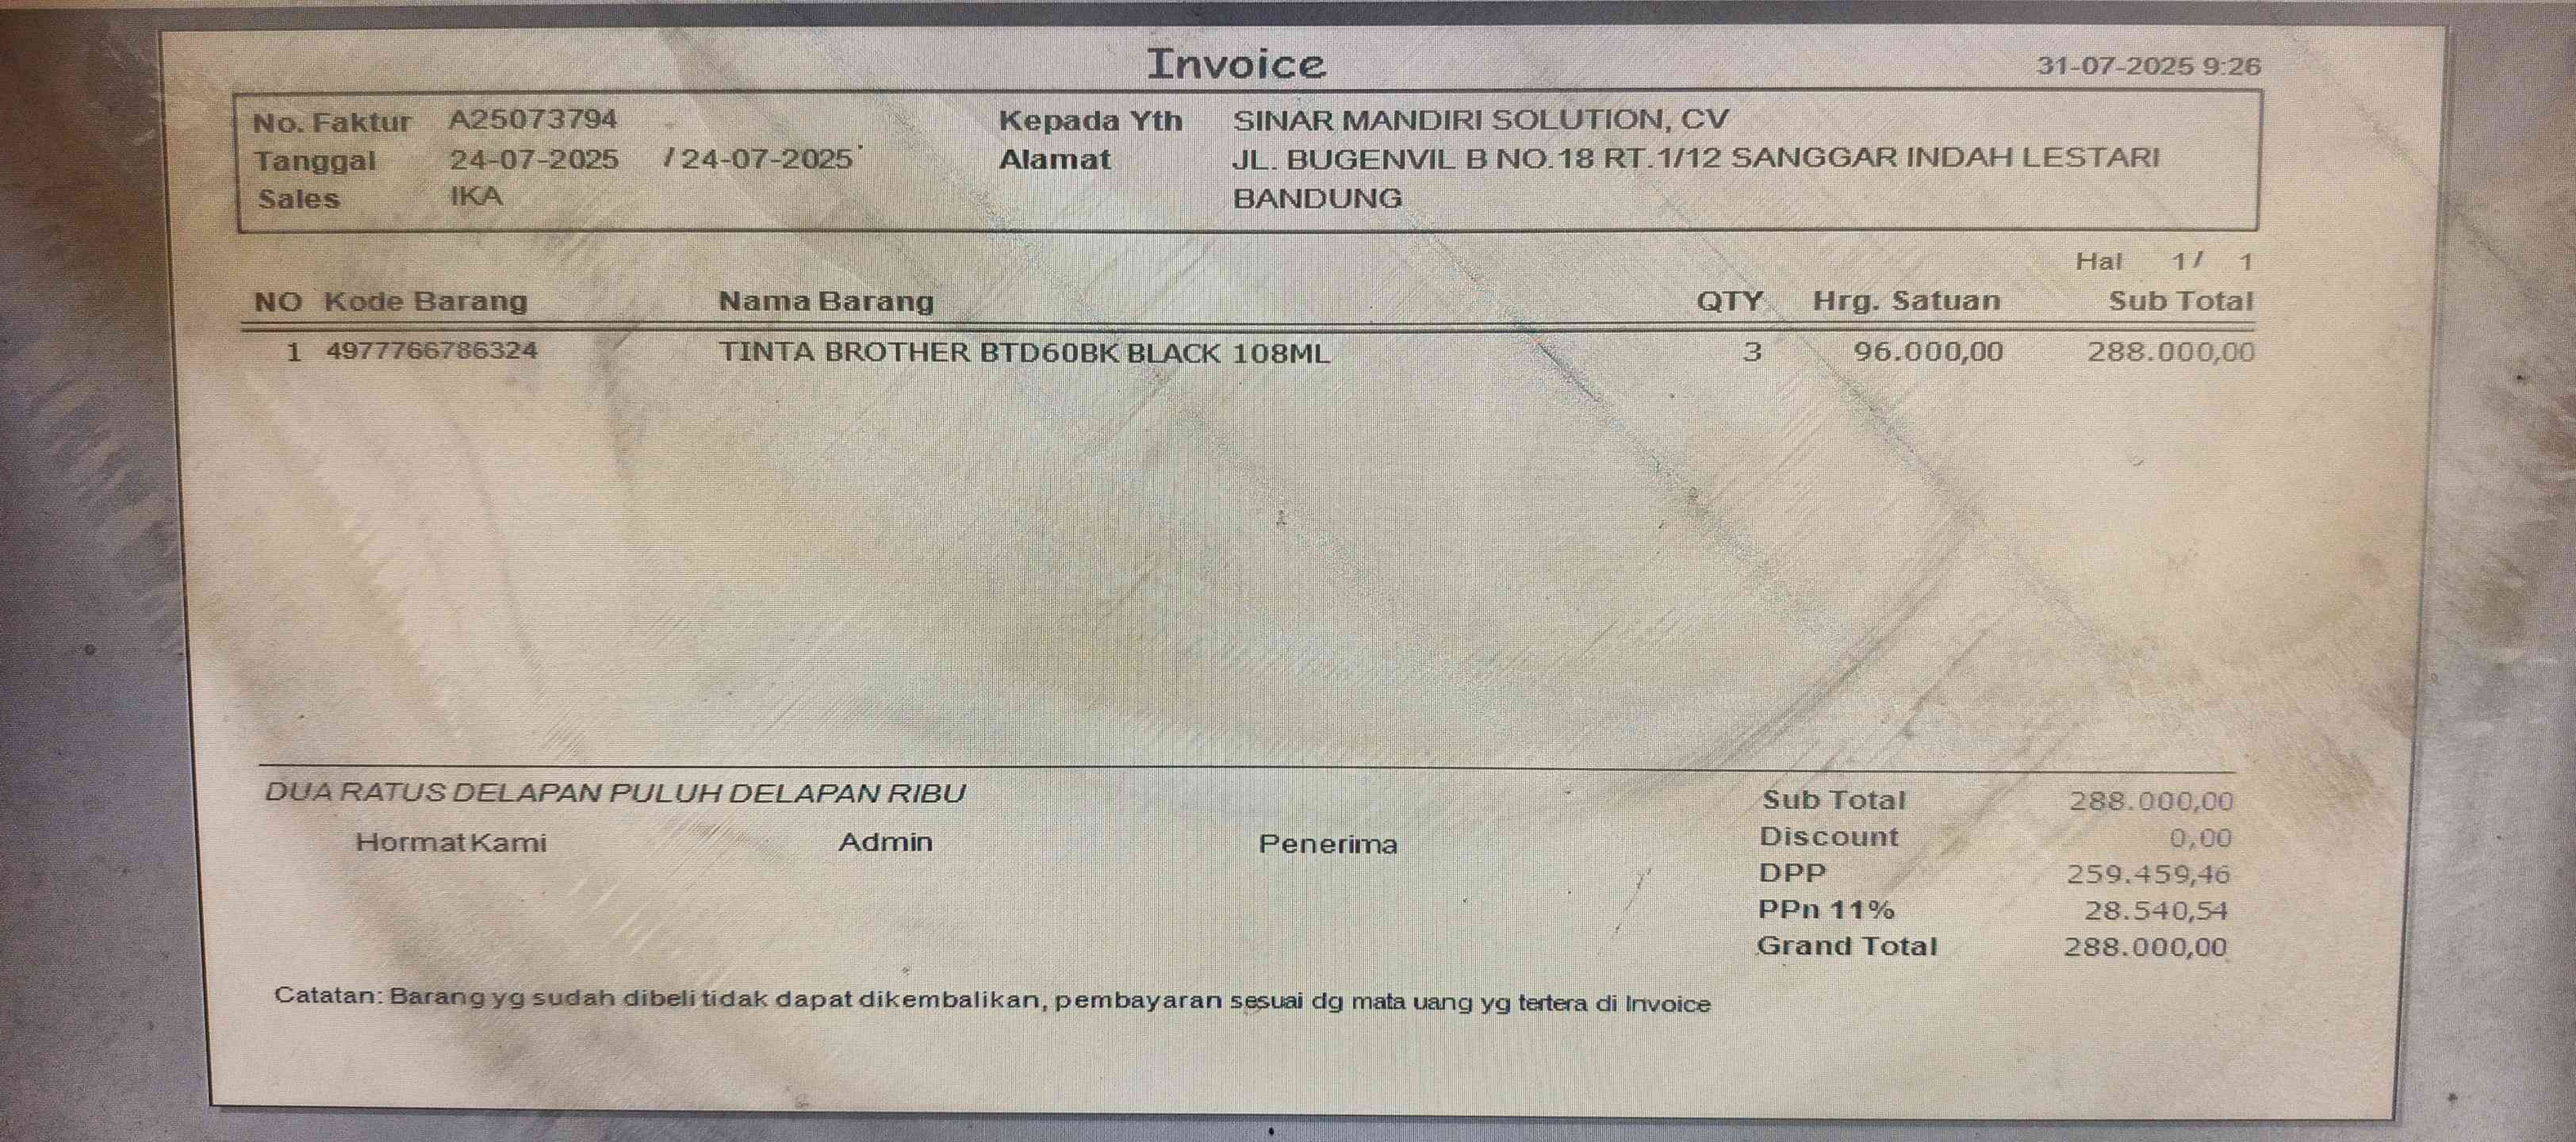 Invoice
31-07-2025 9:26
No. Faktur A25073794 Kepada Yth SINAR MANDIRI SOLUTION, CV
Tanggal 24-07-2025 / 24-07-2025 Alamat JL. BUGENVIL B NO.18 RT.1/12 SANGGAR INDAH LESTARI
Sales IKA BANDUNG
Hal 1/ 1
NO Kode Barang Nama Barang QTY Hrg. Satuan Sub Total
1 4977766786324 TINTA BROTHER BTD60BK BLACK 108ML 3 96.000,00 288.000,00
DUA RATUS DELAPAN PULUH DELAPAN RIBU
Hormat Kami Admin Penerima
Sub Total 288.000,00
Discount 0,00
DPP 259.459,46
PPn 11% 28.540,54
Grand Total 288.000,00
Catatan: Barang yg sudah dibeli tidak dapat dikembalikan, pembayaran sesuai dg mata uang yg tertera di Invoice